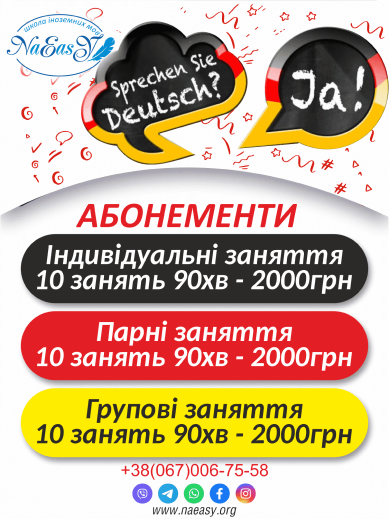 школа іноземних мов
NaEasy
Sprechen Sie
Deutsch?
Ja!
АБОНЕМЕНТИ
Індивідуальні заняття
10 занять 90хв - 2000грн
Парні заняття
10 занять 90хв - 2000грн
Групові заняття
10 занять 90хв - 2000грн
+38(067)006-75-58
www.naeasy.org